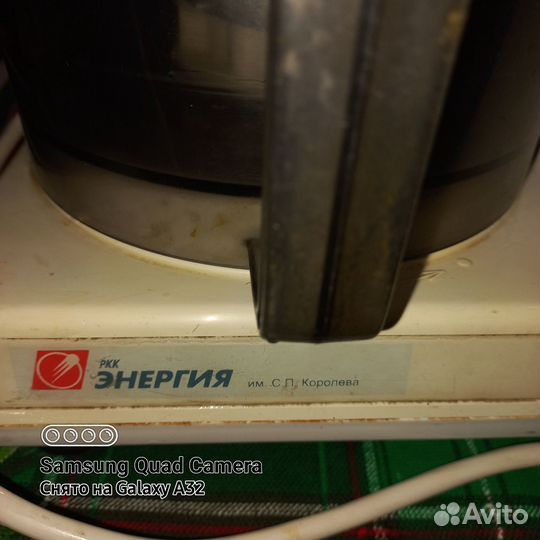 РКК
ЭНЕРГИЯ им. С.П. Королева
Samsung Quad Camera
Снято на Galaxy A32
Avito